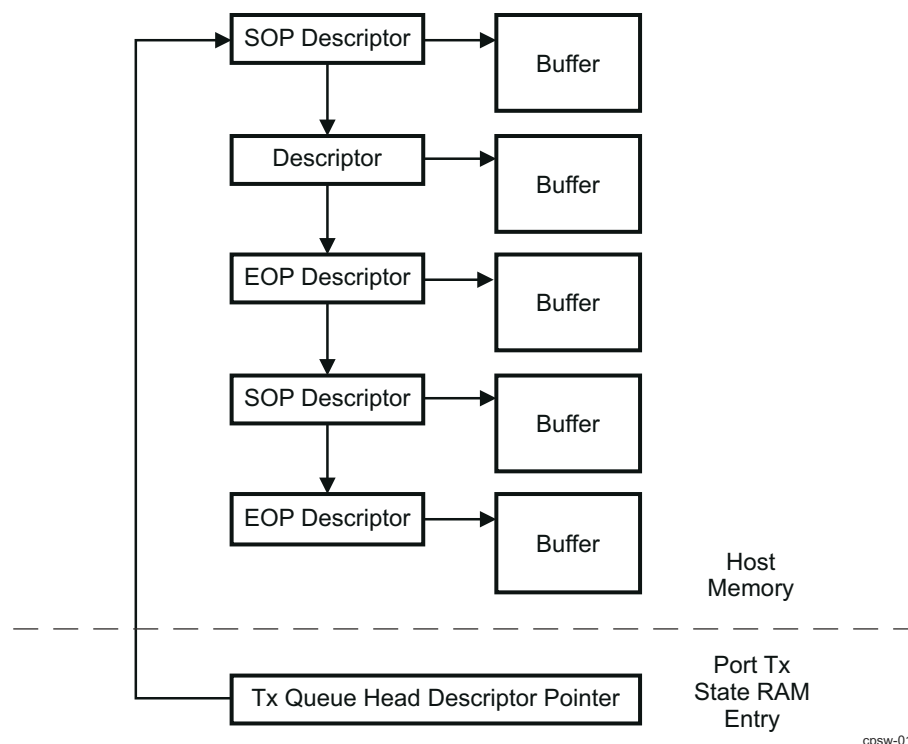 SOP Descriptor
Buffer
Descriptor
Buffer
EOP Descriptor
Buffer
SOP Descriptor
Buffer
EOP Descriptor
Buffer
Host
Memory
Tx Queue Head Descriptor Pointer
Port Tx
State RAM
Entry